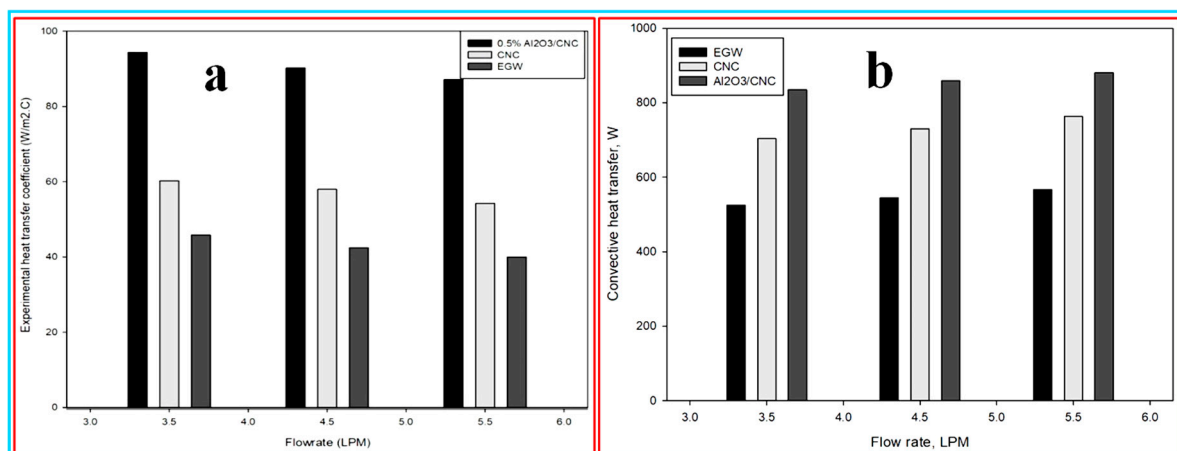 a
0.5% Al2O3/CNC
CNC
EGW
Experimental heat transfer coefficient (W/m2.C)
100
80
60
40
20
0
3.0 3.5 4.0 4.5 5.0 5.5 6.0
Flowrate (LPM)
b
EGW
CNC
Al2O3/CNC
Convective heat transfer, W
1000
800
600
400
200
0
3.0 3.5 4.0 4.5 5.0 5.5 6.0
Flow rate, LPM